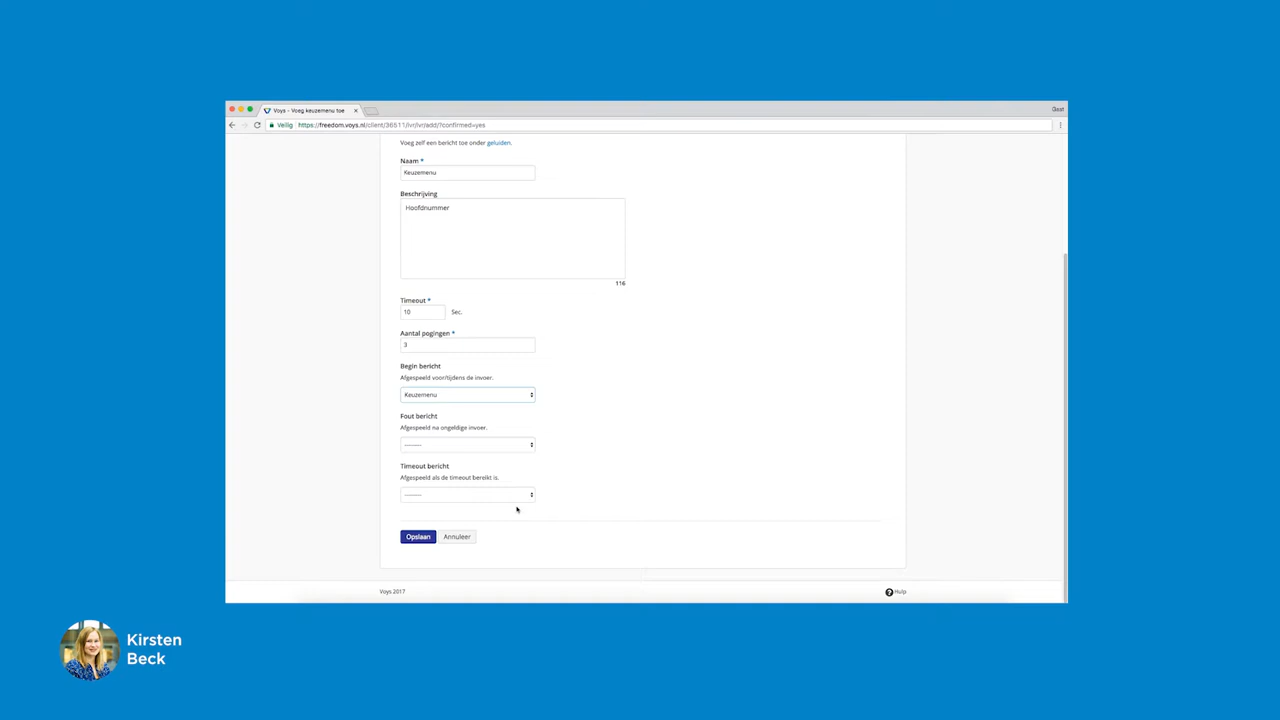 Voys - Voeg keuzemenu toe
Gast
Veilig https://freedom.voys.nl/client/36511/ivr/ivr/add/?confirmed=yes
Voeg zelf een bericht toe onder geluiden.
Naam *
Keuzemenu
Beschrijving
Hoofdnummer
116
Timeout *
10 Sec.
Aantal pogingen *
3
Begin bericht
Afgespeeld voor/tijdens de invoer.
Keuzemenu
Fout bericht
Afgespeeld na ongeldige invoer.
---------
Timeout bericht
Afgespeeld als de timeout bereikt is.
---------
Opslaan Annuleer
Voys 2017 Hulp
Kirsten
Beck